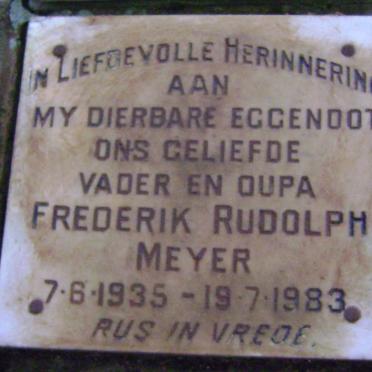 IN LIEFDEVOLLE HERINNERING
AAN
MY DIERBARE EGGENOOT
ONS GELIEFDE
VADER EN OUPA
FREDERIK RUDOLPH
MEYER
7·6·1935 - 19·7·1983
RUS IN VREDE.